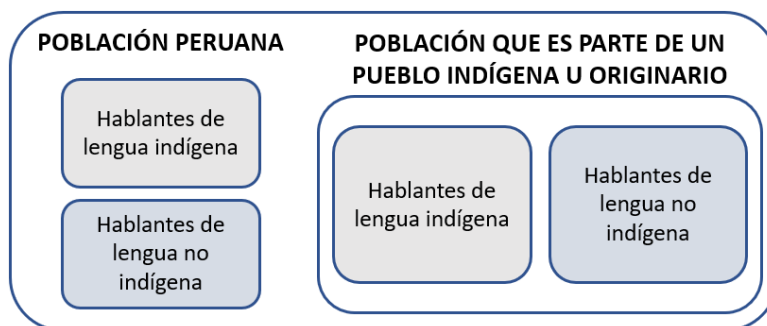 POBLACIÓN PERUANA
Hablantes de
lengua indígena
Hablantes de
lengua no
indígena
POBLACIÓN QUE ES PARTE DE UN
PUEBLO INDÍGENA U ORIGINARIO
Hablantes de
lengua indígena
Hablantes de
lengua no
indígena